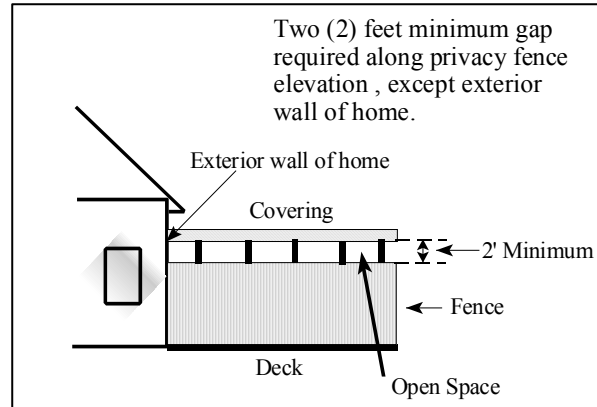 Two (2) feet minimum gap
required along privacy fence
elevation , except exterior
wall of home.
Exterior wall of home
Covering
2' Minimum
Fence
Deck
Open Space